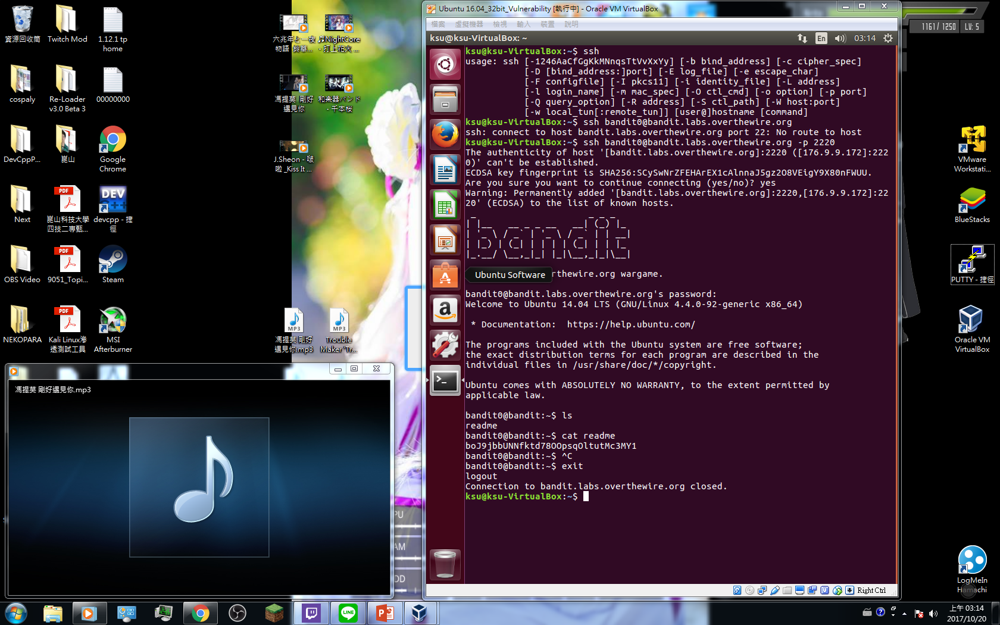 資源回收筒
Twitch Mod
1.12.1 tp
home
cospaly
Re-Loader
v3.0 Beta 3
00000000
DevCppP...
崑山
Google
Chrome
Next
崑山科技大學
四技二專甄...
devcpp - 捷
徑
OBS Video
9051_Topi...
Steam
NEKOPARA
Kali Linux滲
透測試工具
MSI
Afterburner
六兆年と一夜
物語
♫NightCore
- 打上花火 ...
馮提莫 剛好
遇見你
和楽器バンド
- 千本桜
J.Sheon - 啵
啦 _Kiss It ...
馮提莫 剛好
遇見你.mp3
Trouble
Maker"Tr...
MP3
MP3
PDF
PDF
PDF
DEV
馮提莫 剛好遇見你.mp3
Ubuntu 16.04_32bit_Vulnerability [執行中] - Oracle VM VirtualBox
檔案 虛擬機器 檢視 輸入 裝置 說明
ksu@ksu-VirtualBox: ~
En
03:14
ksu@ksu-VirtualBox:~$ ssh
usage: ssh [-1246AaCfGgKkMNnqsTtVvXxYy] [-b bind_address] [-c cipher_spec]
[-D [bind_address:]port] [-E log_file] [-e escape_char]
[-F configfile] [-I pkcs11] [-i identity_file] [-L address]
[-l login_name] [-m mac_spec] [-O ctl_cmd] [-o option] [-p port]
[-Q query_option] [-R address] [-S ctl_path] [-W host:port]
[-w local_tun[:remote_tun]] [user@]hostname [command]
ksu@ksu-VirtualBox:~$ ssh bandit0@bandit.labs.overthewire.org
ssh: connect to host bandit.labs.overthewire.org port 22: No route to host
ksu@ksu-VirtualBox:~$ ssh bandit0@bandit.labs.overthewire.org -p 2220
The authenticity of host '[bandit.labs.overthewire.org]:2220 ([176.9.9.172]:222
0)' can't be established.
ECDSA key fingerprint is SHA256:SCySwNrZFEHArEX1cAlnnaJ5gz2O8VEigY9X80nFWUU.
Are you sure you want to continue connecting (yes/no)? yes
Warning: Permanently added '[bandit.labs.overthewire.org]:2220,[176.9.9.172]:22
20' (ECDSA) to the list of known hosts.
bandit
Ubuntu Software
rthewire.org wargame.
bandit0@bandit.labs.overthewire.org's password:
Welcome to Ubuntu 14.04 LTS (GNU/Linux 4.4.0-92-generic x86_64)
* Documentation:  https://help.ubuntu.com/
The programs included with the Ubuntu system are free software;
the exact distribution terms for each program are described in the
individual files in /usr/share/doc/*/copyright.
Ubuntu comes with ABSOLUTELY NO WARRANTY, to the extent permitted by
applicable law.
bandit0@bandit:~$ ls
readme
bandit0@bandit:~$ cat readme
boJ9jbbUNNfktd78OOpsqOltutMc3MY1
bandit0@bandit:~$ ^C
bandit0@bandit:~$ exit
logout
Connection to bandit.labs.overthewire.org closed.
ksu@ksu-VirtualBox:~$
Right Ctrl
1161/ 1250
LV: 5
VMware
Workstati...
BlueStacks
PUTTY - 捷徑
Oracle VM
VirtualBox
LogMeIn
Hamachi
PU
AM
DD
上午 03:14
2017/10/20